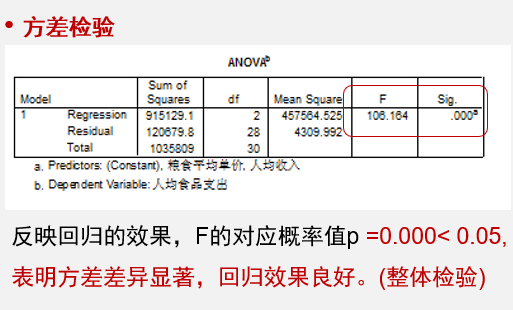 • 方差检验
ANOVAb
Model Sum of Squares df Mean Square F Sig.
1 Regression 915129.1 2 457564.525 106.164 .000a
Residual 120679.8 28 4309.992
Total 1035809 30
a. Predictors: (Constant), 粮食平均单价, 人均收入
b. Dependent Variable: 人均食品支出
反映回归的效果，F的对应概率值p =0.000< 0.05,
表明方差差异显著，回归效果良好。(整体检验)